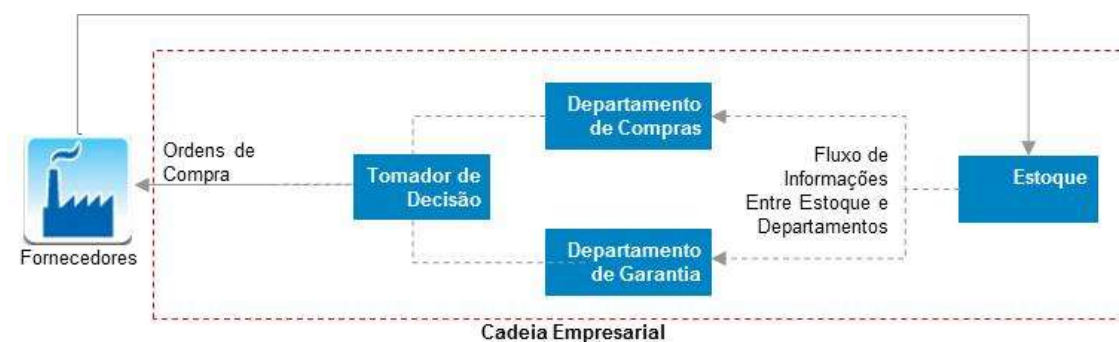 Departamento
de Compras
Ordens de
Compra
Tomador de
Decisão
Fluxo de
Informações
Entre Estoque e
Departamentos
Estoque
Fornecedores
Departamento
de Garantia
Cadeia Empresarial